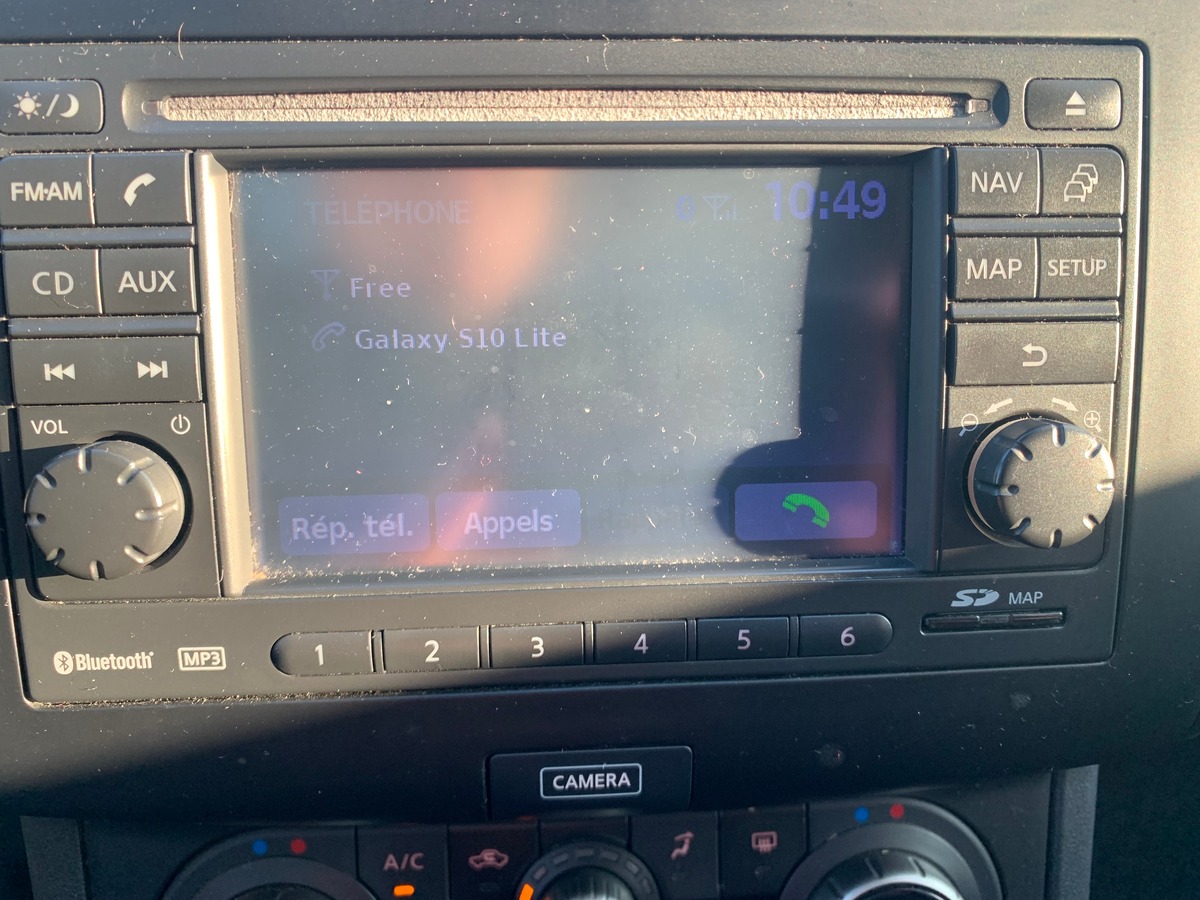 FM·AM
CD
AUX
VOL
TÉLÉPHONE
10:49
Free
Galaxy S10 Lite
Rép. tél.
Appels
NAV
MAP
SETUP
SD MAP
Bluetooth
MP3
1 2 3 4 5 6
CAMERA
A/C